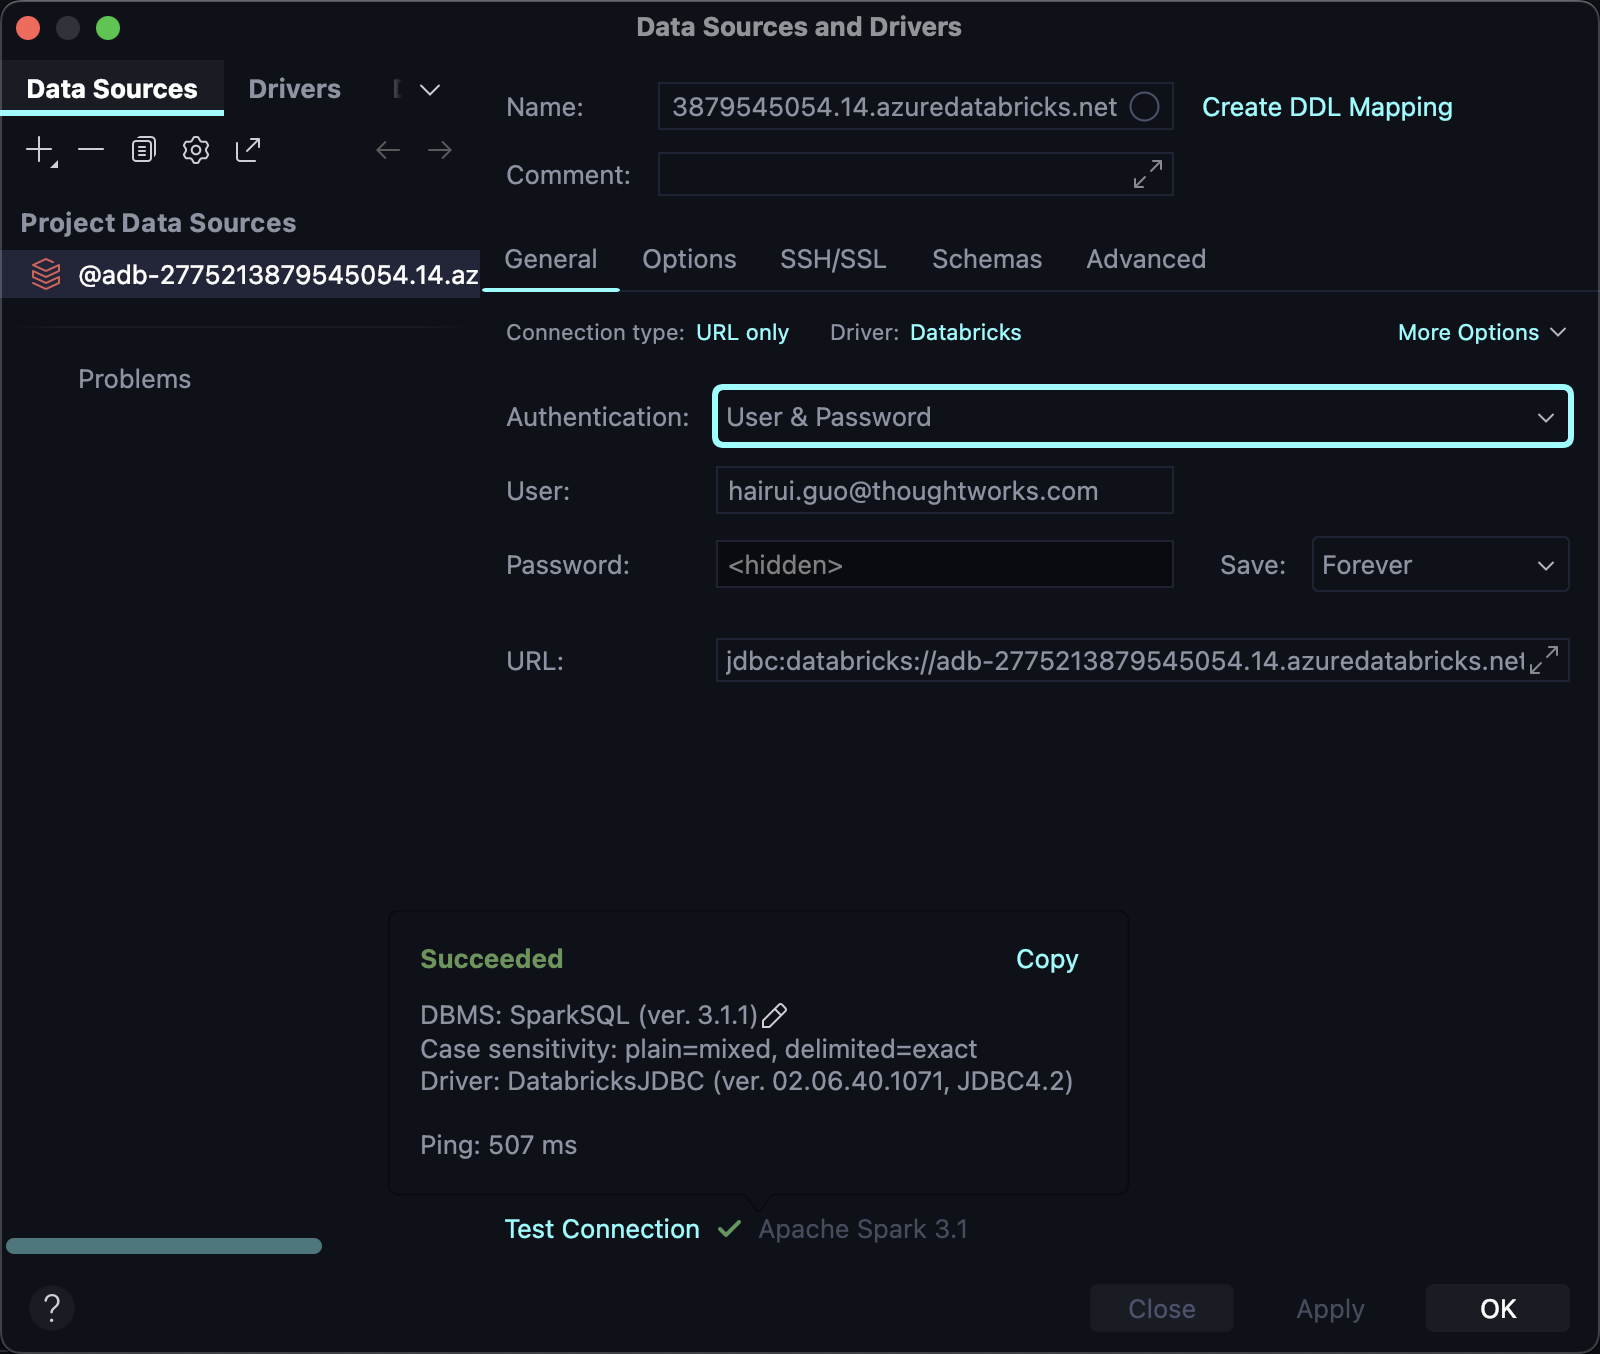 Data Sources and Drivers
Data Sources
Drivers
Project Data Sources
@adb-2775213879545054.14.az
Problems
Name:
3879545054.14.azuredatabricks.net
Create DDL Mapping
Comment:
General
Options
SSH/SSL
Schemas
Advanced
Connection type: URL only
Driver: Databricks
More Options
Authentication:
User & Password
User:
hairui.guo@thoughtworks.com
Password:
<hidden>
Save:
Forever
URL:
jdbc:databricks://adb-2775213879545054.14.azuredatabricks.net
Succeeded
Copy
DBMS: SparkSQL (ver. 3.1.1)
Case sensitivity: plain=mixed, delimited=exact
Driver: DatabricksJDBC (ver. 02.06.40.1071, JDBC4.2)
Ping: 507 ms
Test Connection
Apache Spark 3.1
?
Close
Apply
OK